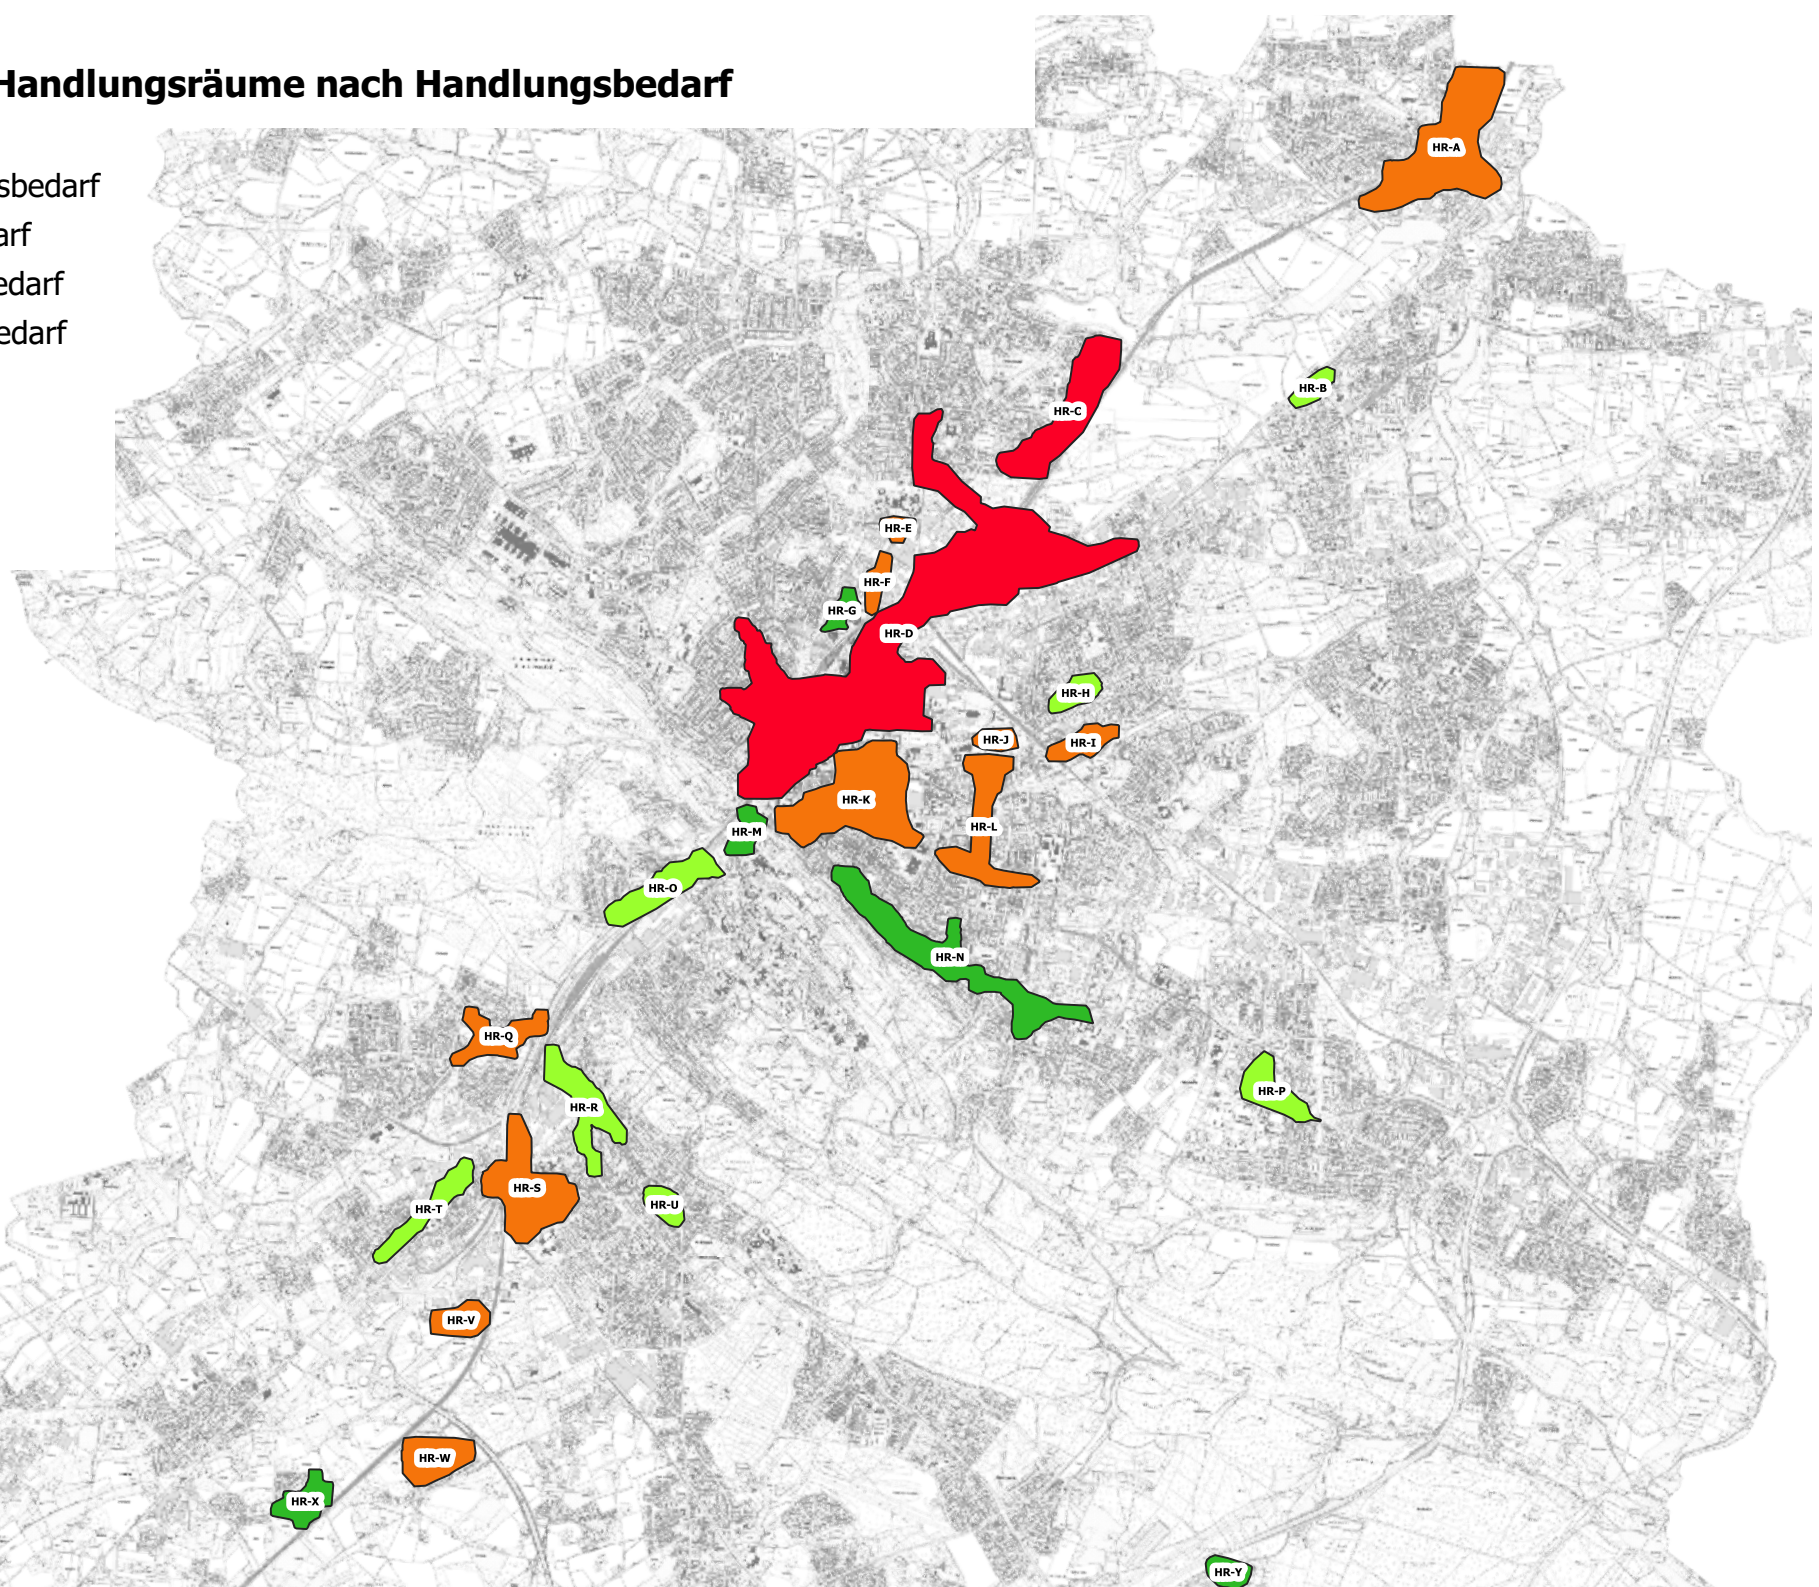 Handlungsräume nach Handlungsbedarf
sbedarf
arf
edarf
edarf
HR-A
HR-B
HR-C
HR-E
HR-F
HR-G
HR-D
HR-H
HR-J
HR-I
HR-K
HR-L
HR-M
HR-O
HR-N
HR-Q
HR-P
HR-R
HR-S
HR-U
HR-T
HR-V
HR-W
HR-X
HR-Y